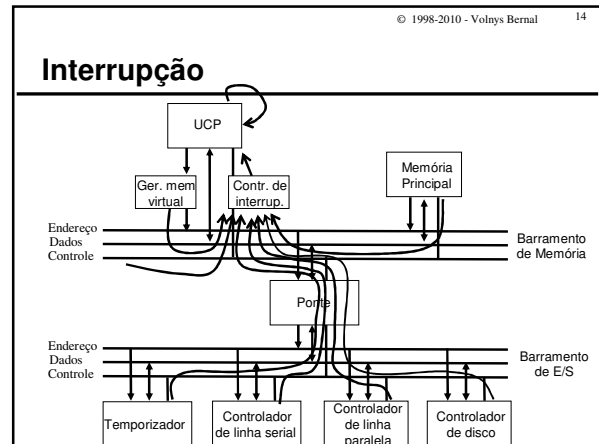 © 1998-2010 - Volnys Bernal 14
Interrupção
UCP
Ger. mem
virtual
Contr. de
interrup.
Memória
Principal
Endereço
Dados
Controle
Barramento
de Memória
Ponte
Endereço
Dados
Controle
Barramento
de E/S
Temporizador
Controlador
de linha serial
Controlador
de linha
paralela
Controlador
de disco